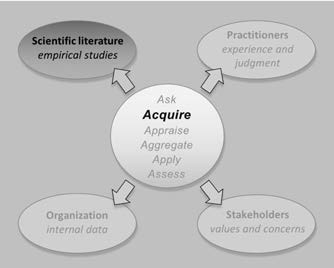 Scientific literature
empirical studies
Practitioners
experience and
judgment
Ask
Acquire
Appraise
Aggregate
Apply
Assess
Organization
internal data
Stakeholders
values and concerns